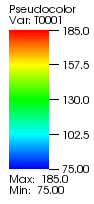 Pseudocolor
Var: T0001
185.0
157.5
130.0
102.5
75.00
Max: 185.0
Min: 75.00